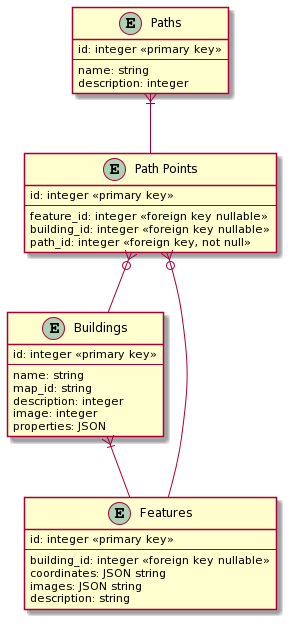 E Paths
id: integer «primary key»
name: string
description: integer
E Path Points
id: integer «primary key»
feature_id: integer «foreign key nullable»
building_id: integer «foreign key nullable»
path_id: integer «foreign key, not null»
E Buildings
id: integer «primary key»
name: string
map_id: string
description: integer
image: integer
properties: JSON
E Features
id: integer «primary key»
building_id: integer «foreign key nullable»
coordinates: JSON string
images: JSON string
description: string